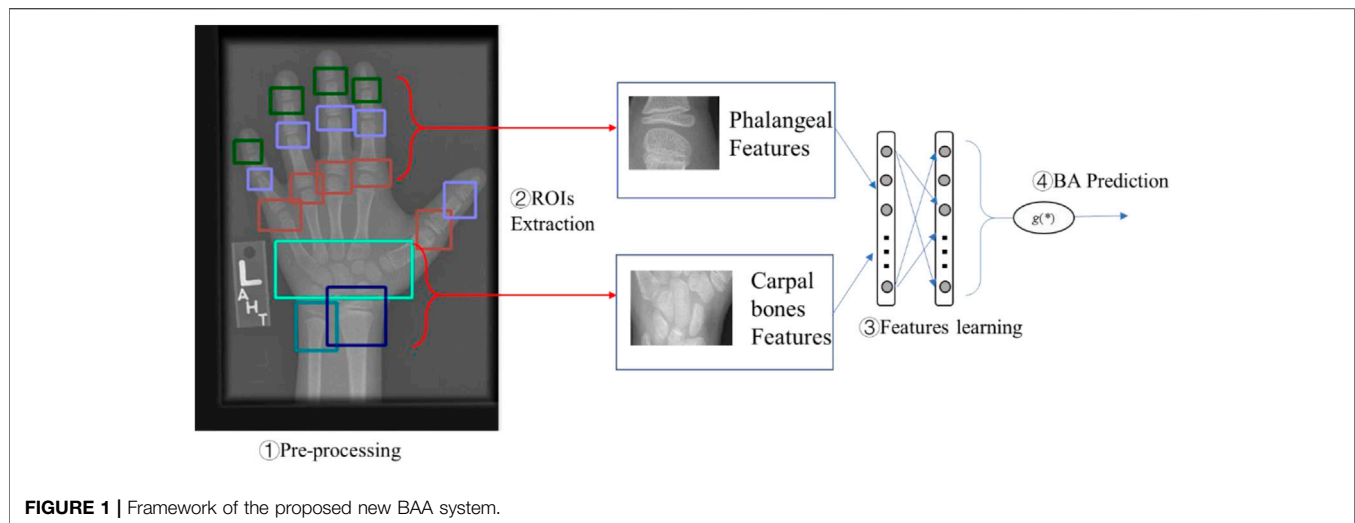 L
A
H
T
①Pre-processing
②ROIs
Extraction
Phalangeal
Features
Carpal
bones
Features
③Features learning
④BA Prediction
g(*)
FIGURE 1 | Framework of the proposed new BAA system.